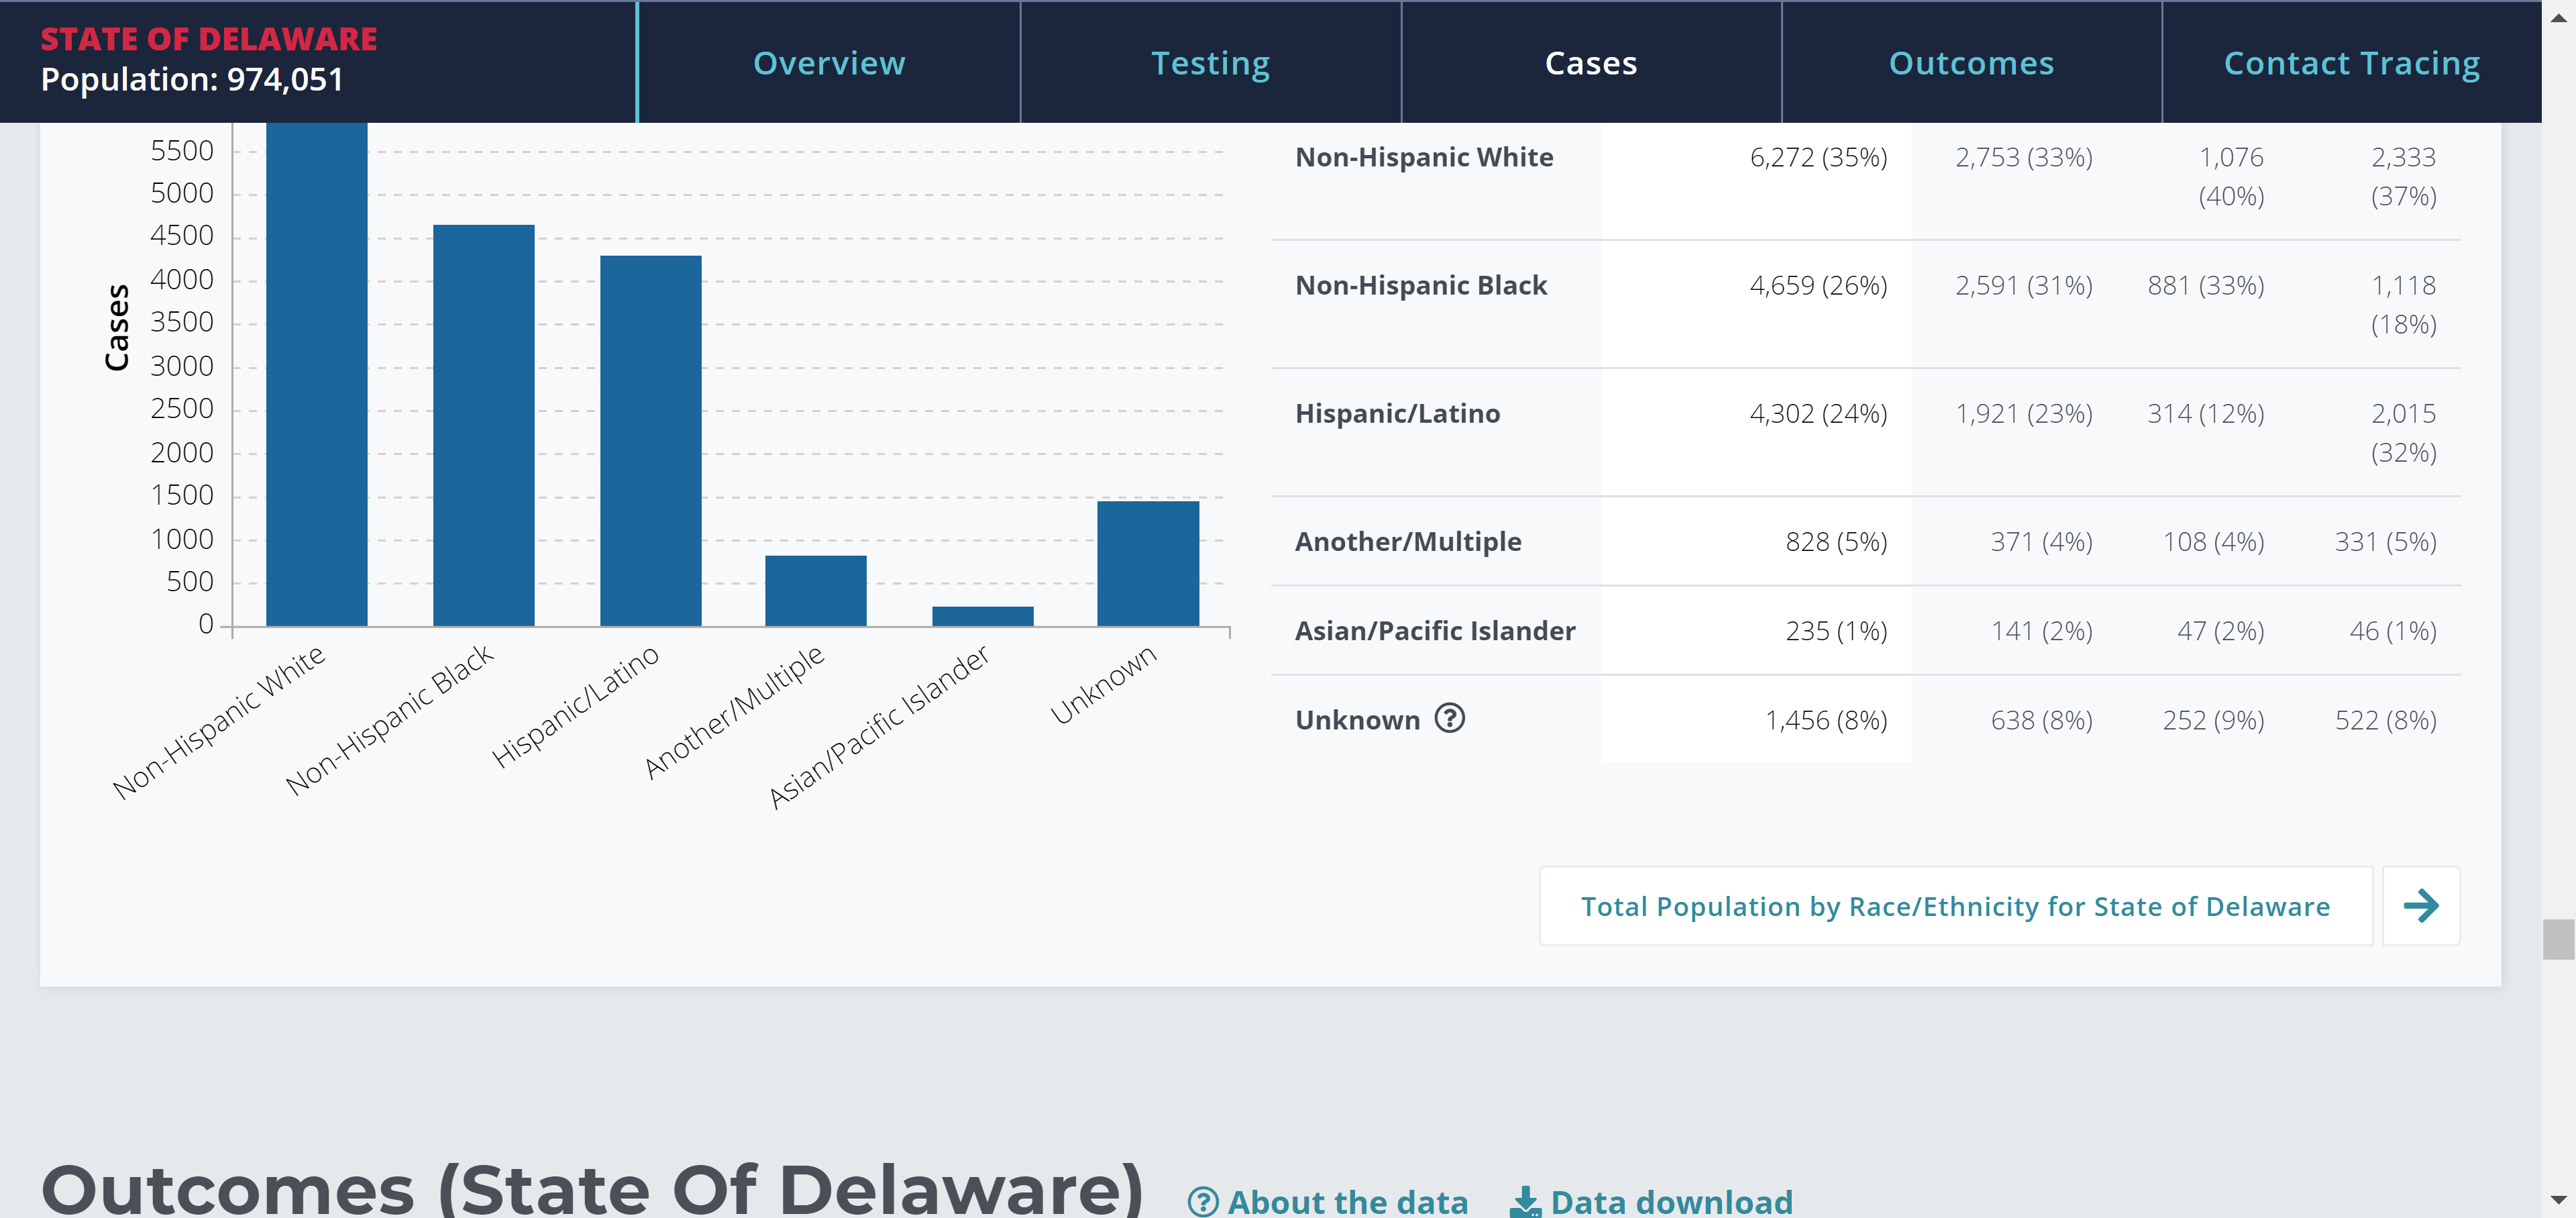 STATE OF DELAWARE
Population: 974,051
Overview
Testing
Cases
Outcomes
Contact Tracing
Cases
5500
5000
4500
4000
3500
3000
2500
2000
1500
1000
500
0
Non-Hispanic White
Non-Hispanic Black
Hispanic/Latino
Another/Multiple
Asian/Pacific Islander
Unknown
Non-Hispanic White 6,272 (35%) 2,753 (33%) 1,076 2,333
(40%) (37%)
Non-Hispanic Black 4,659 (26%) 2,591 (31%) 881 (33%) 1,118
(18%)
Hispanic/Latino 4,302 (24%) 1,921 (23%) 314 (12%) 2,015
(32%)
Another/Multiple 828 (5%) 371 (4%) 108 (4%) 331 (5%)
Asian/Pacific Islander 235 (1%) 141 (2%) 47 (2%) 46 (1%)
Unknown ? 1,456 (8%) 638 (8%) 252 (9%) 522 (8%)
Total Population by Race/Ethnicity for State of Delaware
Outcomes (State Of Delaware) ? About the data Data download